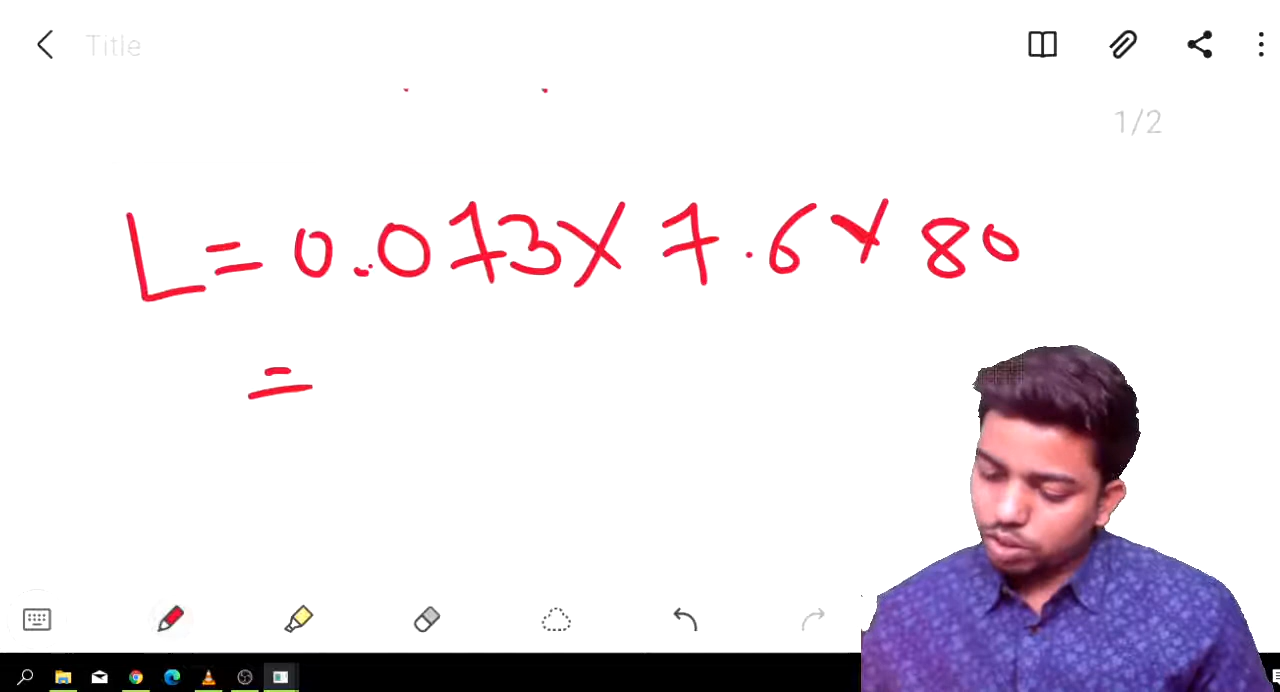 Title
1/2
L = 0.073 X 7.6 X 80
=